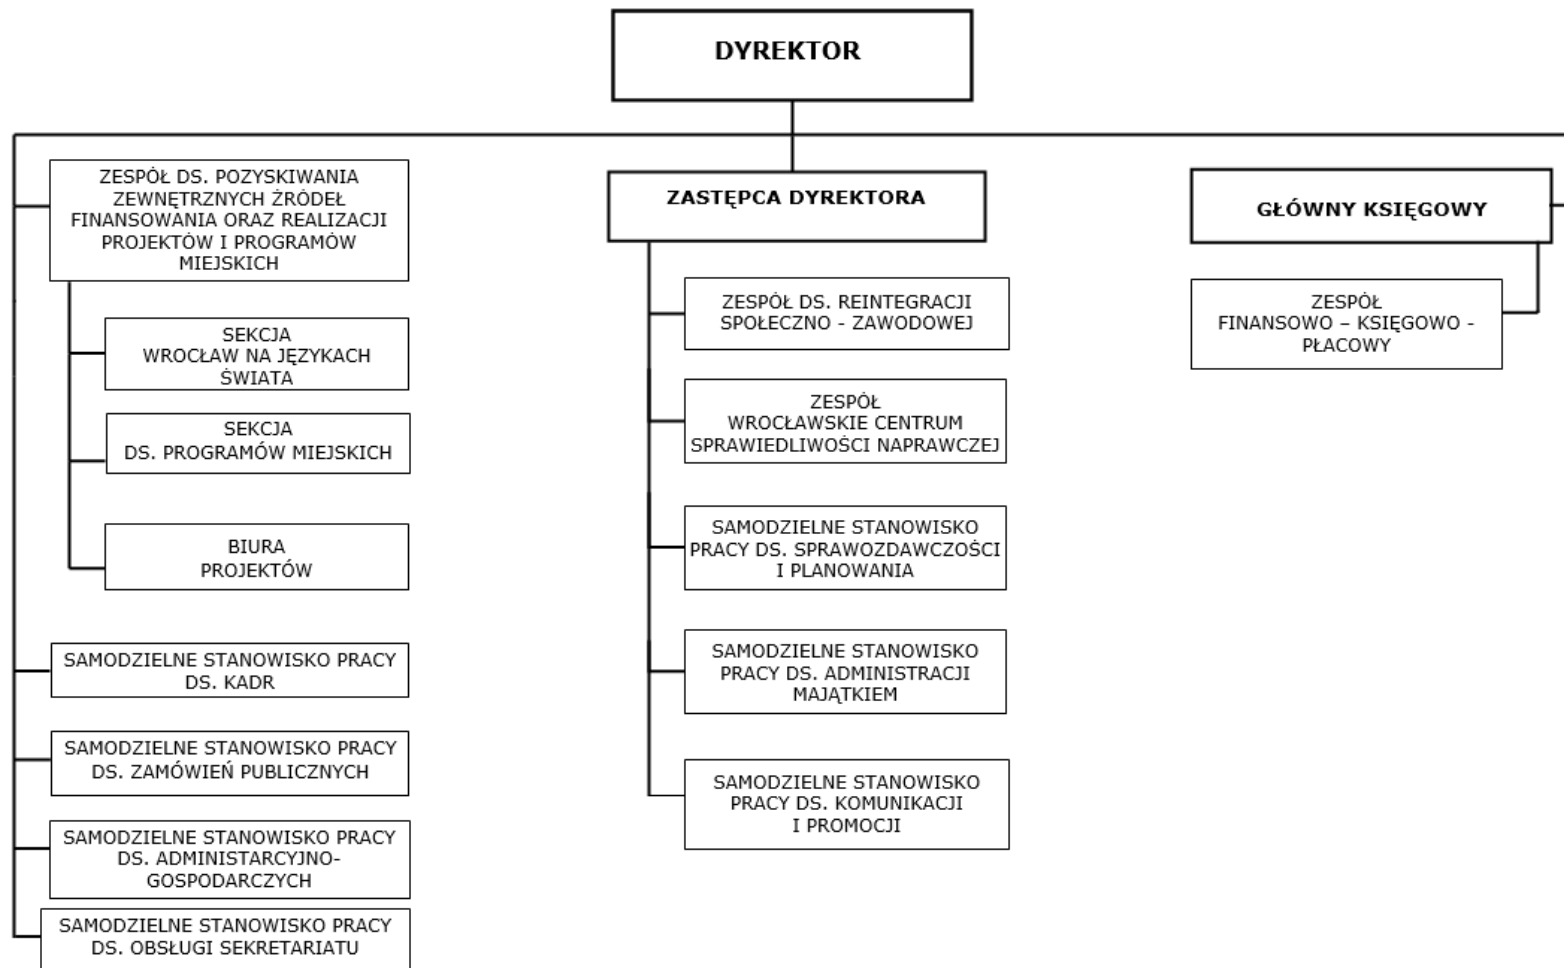 DYREKTOR
ZESPÓŁ DS. POZYSKIWANIA
ZEWNĘTRZNYCH ŹRÓDEŁ
FINANSOWANIA ORAZ REALIZACJI
PROJEKTÓW I PROGRAMÓW
MIEJSKICH
SEKCJA
WROCŁAW NA JĘZYKACH
ŚWIATA
SEKCJA
DS. PROGRAMÓW MIEJSKICH
BIURA
PROJEKTÓW
SAMODZIELNE STANOWISKO PRACY
DS. KADR
SAMODZIELNE STANOWISKO PRACY
DS. ZAMÓWIEŃ PUBLICZNYCH
SAMODZIELNE STANOWISKO PRACY
DS. ADMINISTARCYJNO-
GOSPODARCZYCH
SAMODZIELNE STANOWISKO PRACY
DS. OBSŁUGI SEKRETARIATU
ZASTĘPCA DYREKTORA
ZESPÓŁ DS. REINTEGRACJI
SPOŁECZNO - ZAWODOWEJ
ZESPÓŁ
WROCŁAWSKIE CENTRUM
SPRAWIEDLIWOŚCI NAPRAWCZEJ
SAMODZIELNE STANOWISKO
PRACY DS. SPRAWOZDAWCZOŚCI
I PLANOWANIA
SAMODZIELNE STANOWISKO
PRACY DS. ADMINISTRACJI
MAJĄTKIEM
SAMODZIELNE STANOWISKO
PRACY DS. KOMUNIKACJI
I PROMOCJI
GŁÓWNY KSIĘGOWY
ZESPÓŁ
FINANSOWO – KSIĘGOWO -
PŁACOWY